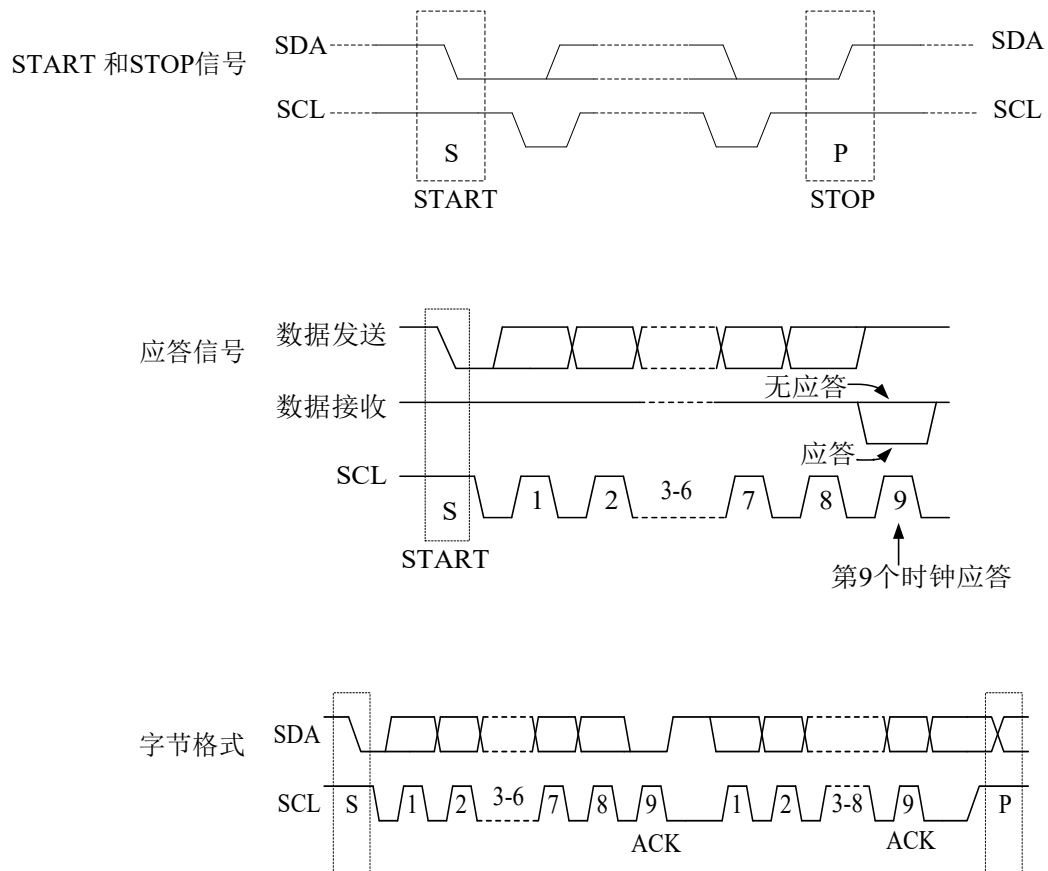 START 和STOP信号
SDA
SDA
SCL
SCL
S
P
START
STOP
应答信号
数据发送
无应答
数据接收
应答
SCL
S
1
2
3-6
7
8
9
START
第9个时钟应答
字节格式
SDA
SCL
S
1
2
3-6
7
8
9
1
2
3-8
9
P
ACK
ACK